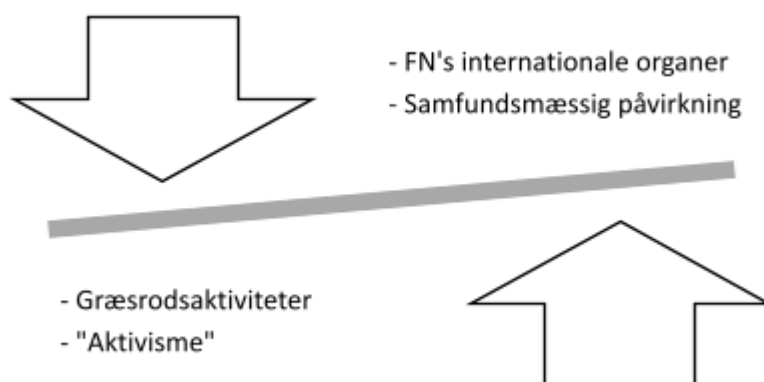 - FN's internationale organer
- Samfundsmæssig påvirkning
- Græsrodsaktiviteter
- "Aktivisme"